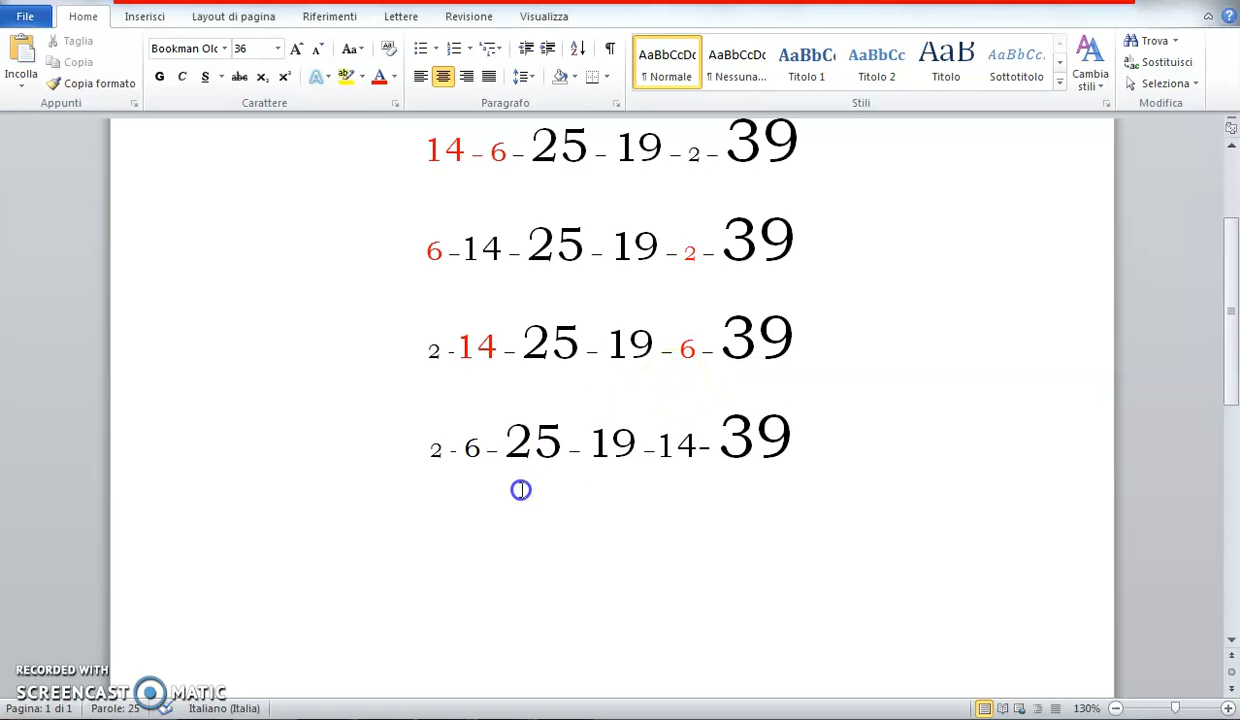 File Home Inserisci Layout di pagina Riferimenti Lettere Revisione Visualizza
Taglia
Copia
Copia formato
Incolla
Appunti
Bookman Olc 36
Aa
G C S abc x₂ x²
Carattere
Paragrafo
AaBbCcDc AaBbCcDc AaBbC AaBbCc AaB AaBbCc.
¶ Normale ¶ Nessuna... Titolo 1 Titolo 2 Titolo Sottotitolo
Stili
Cambia
stili
Trova
Sostituisci
Seleziona
Modifica
14 – 6 – 25 – 19 – 2 – 39
6 –14 – 25 – 19 – 2 – 39
2 -14 – 25 – 19 – 6 – 39
2 - 6 – 25 – 19 –14- 39
RECORDED WITH
SCREENCAST MATIC
Pagina: 1 di 1 Parole: 25 Italiano (Italia) 130%